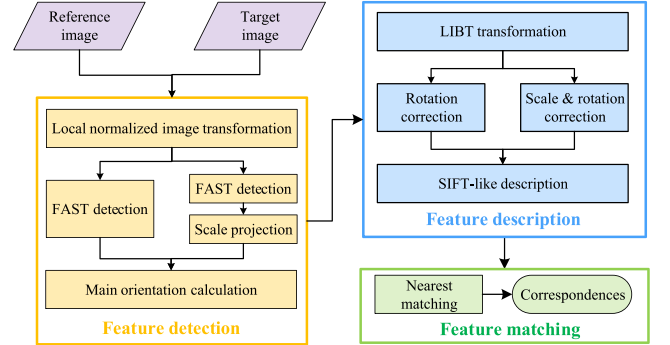 Reference
image
Target
image
Local normalized image transformation
FAST detection
FAST detection
Scale projection
Main orientation calculation
Feature detection
LIBT transformation
Rotation
correction
Scale & rotation
correction
SIFT-like description
Feature description
Nearest
matching
Correspondences
Feature matching